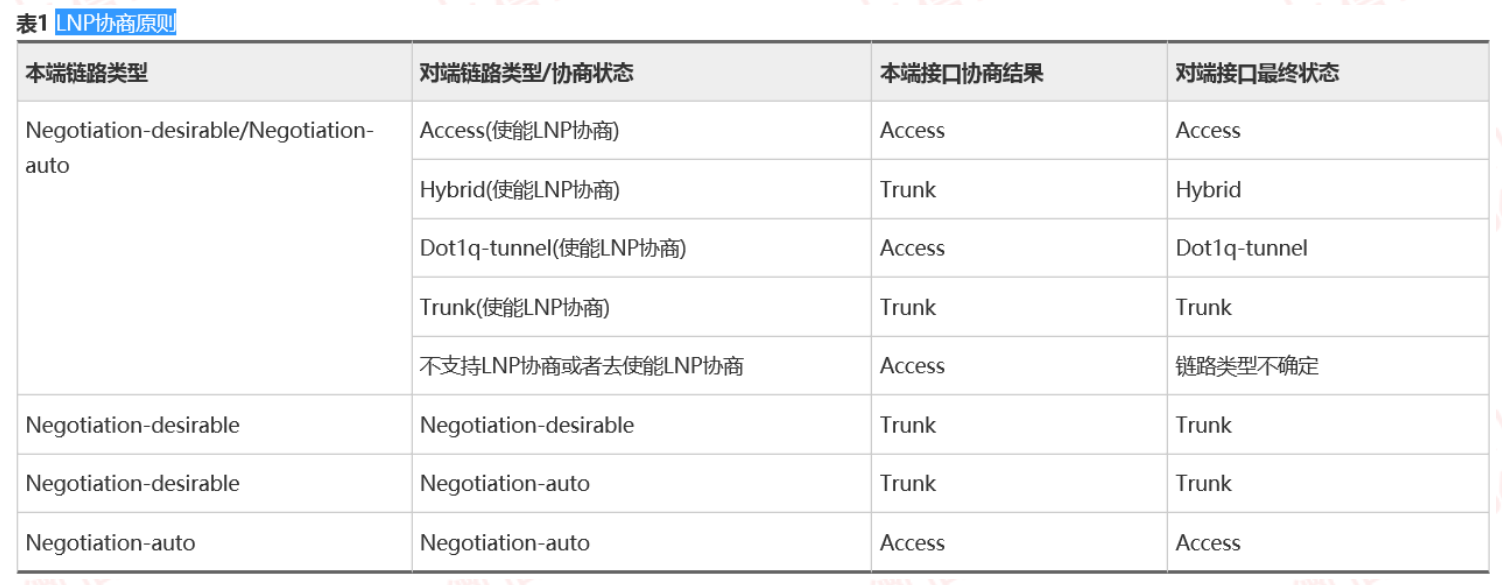 表1 LNP协商原则
本端链路类型 对端链路类型/协商状态 本端接口协商结果 对端接口最终状态
Negotiation-desirable/Negotiation-
auto
Access(使能LNP协商) Access Access
Hybrid(使能LNP协商) Trunk Hybrid
Dot1q-tunnel(使能LNP协商) Access Dot1q-tunnel
Trunk(使能LNP协商) Trunk Trunk
不支持LNP协商或者去使能LNP协商 Access 链路类型不确定
Negotiation-desirable Negotiation-desirable Trunk Trunk
Negotiation-desirable Negotiation-auto Trunk Trunk
Negotiation-auto Negotiation-auto Access Access